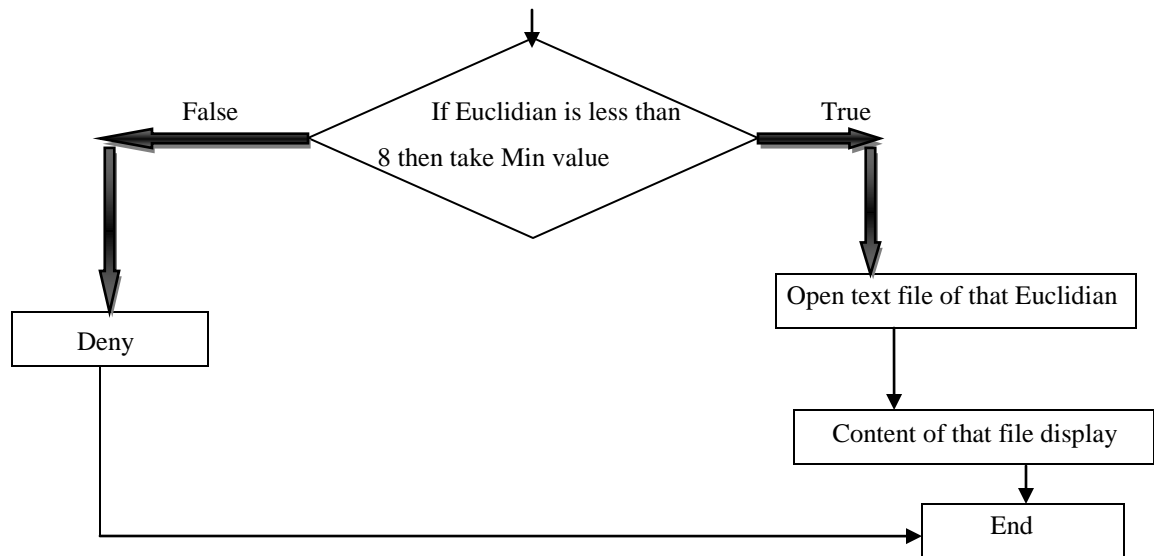 False
True
If Euclidian is less than
8 then take Min value
Open text file of that Euclidian
Deny
Content of that file display
End